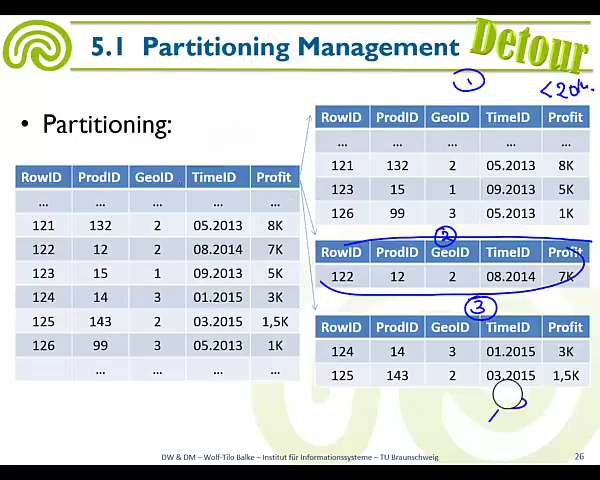 5.1 Partitioning Management
Detour
1
• Partitioning:
RowID ProdID GeoID TimeID Profit
... ... ... ... ...
121 132 2 05.2013 8K
122 12 2 08.2014 7K
123 15 1 09.2013 5K
124 14 3 01.2015 3K
125 143 2 03.2015 1,5K
126 99 3 05.2013 1K
... ... ... ...
RowID ProdID GeoID TimeID Profit
... ... ... ... ...
121 132 2 05.2013 8K
123 15 1 09.2013 5K
126 99 3 05.2013 1K
2
RowID ProdID GeoID TimeID Profit
122 12 2 08.2014 7K
3
RowID ProdID GeoID TimeID Profit
124 14 3 01.2015 3K
125 143 2 03.2015 1,5K
DW & DM – Wolf-Tilo Balke – Institut für Informationssysteme – TU Braunschweig
26